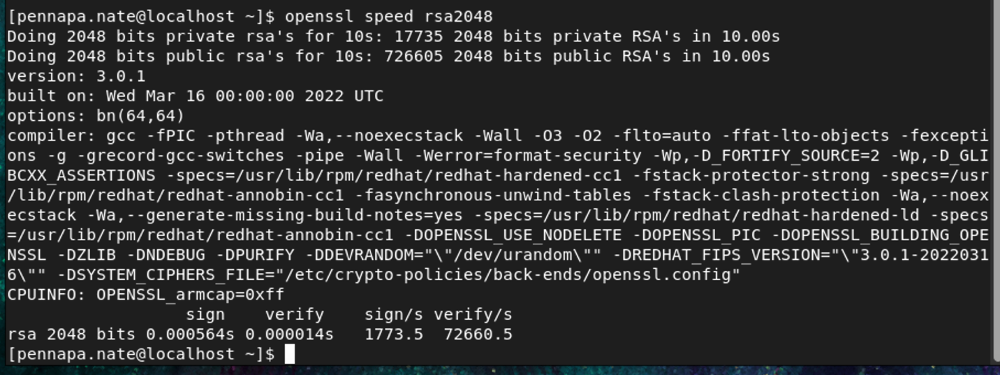 [pennapa.nate@localhost ~]$ openssl speed rsa2048
Doing 2048 bits private rsa's for 10s: 17735 2048 bits private RSA's in 10.00s
Doing 2048 bits public rsa's for 10s: 726605 2048 bits public RSA's in 10.00s
version: 3.0.1
built on: Wed Mar 16 00:00:00 2022 UTC
options: bn(64,64)
compiler: gcc -fPIC -pthread -Wa,--noexecstack -Wall -O3 -O2 -flto=auto -ffat-lto-objects -fexcepti
ons -g -grecord-gcc-switches -pipe -Wall -Werror=format-security -Wp,-D_FORTIFY_SOURCE=2 -Wp,-D_GLI
BCXX_ASSERTIONS -specs=/usr/lib/rpm/redhat/redhat-hardened-cc1 -fstack-protector-strong -specs=/usr
/lib/rpm/redhat/redhat-annobin-cc1 -fasynchronous-unwind-tables -fstack-clash-protection -Wa,--noex
ecstack -Wa,--generate-missing-build-notes=yes -specs=/usr/lib/rpm/redhat/redhat-hardened-ld -specs
=/usr/lib/rpm/redhat/redhat-annobin-cc1 -DOPENSSL_USE_NODELETE -DOPENSSL_PIC -DOPENSSL_BUILDING_OPE
NSSL -DZLIB -DNDEBUG -DPURIFY -DDEVRANDOM="\"/dev/urandom\"" -DREDHAT_FIPS_VERSION="\"3.0.1-2022031
6\"" -DSYSTEM_CIPHERS_FILE="/etc/crypto-policies/back-ends/openssl.config"
CPUINFO: OPENSSL_armcap=0xff
                  sign    verify    sign/s verify/s
rsa 2048 bits 0.000564s 0.000014s   1773.5  72660.5
[pennapa.nate@localhost ~]$